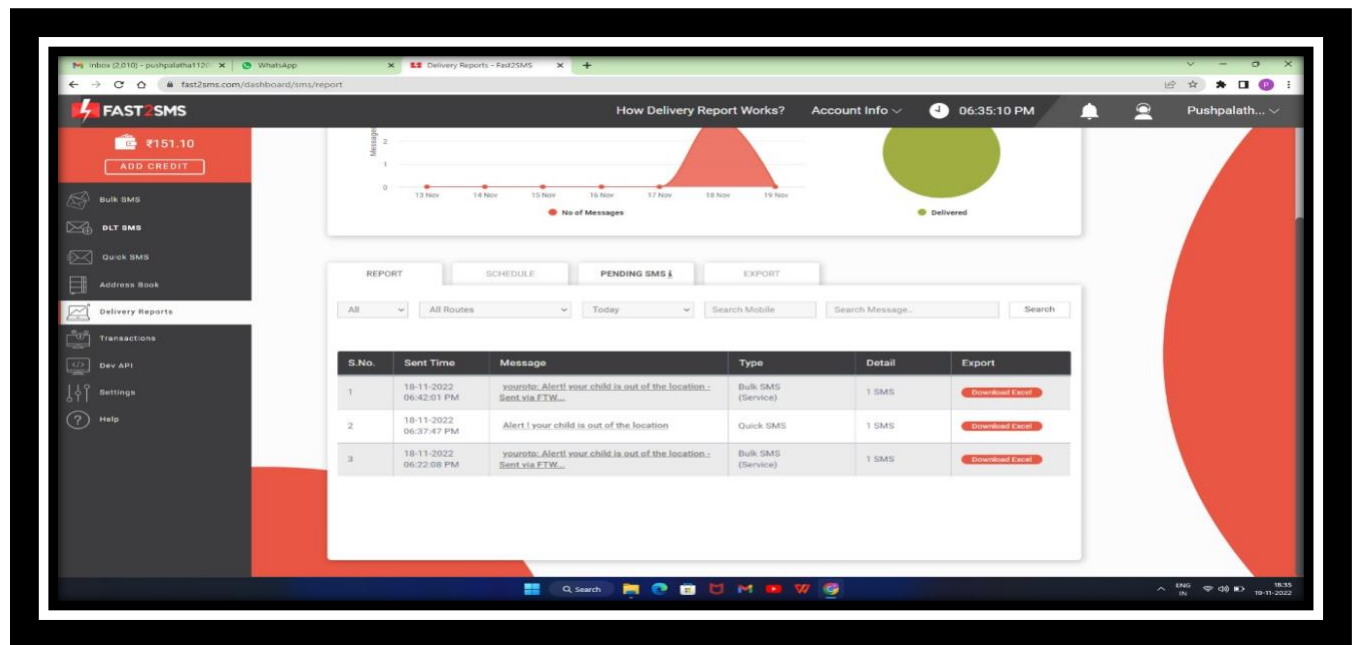 Inbox (2,010) - pushpalatha1120
WhatsApp
Delivery Reports - Fast2SMS
fast2sms.com/dashboard/sms/report
FAST2SMS
How Delivery Report Works?
Account Info
06:35:10 PM
Pushpalath...
₹151.10
ADD CREDIT
Bulk SMS
DLT SMS
Quick SMS
Address Book
Delivery Reports
Transactions
Dev API
Settings
Help
Messages
2
1
0
13 Nov 14 Nov 15 Nov 16 Nov 17 Nov 18 Nov 19 Nov
No of Messages
Delivered
REPORT SCHEDULE PENDING SMS EXPORT
All All Routes Today Search Mobile Search Message.. Search
S.No. Sent Time Message Type Detail Export
1 18-11-2022 06:42:01 PM yourotp: Alert! your child is out of the location - Sent via FTW... Bulk SMS (Service) 1 SMS Download Excel
2 18-11-2022 06:37:47 PM Alert ! your child is out of the location Quick SMS 1 SMS Download Excel
3 18-11-2022 06:22:08 PM yourotp: Alert! your child is out of the location - Sent via FTW... Bulk SMS (Service) 1 SMS Download Excel
Search
ENG
IN
18:35
19-11-2022